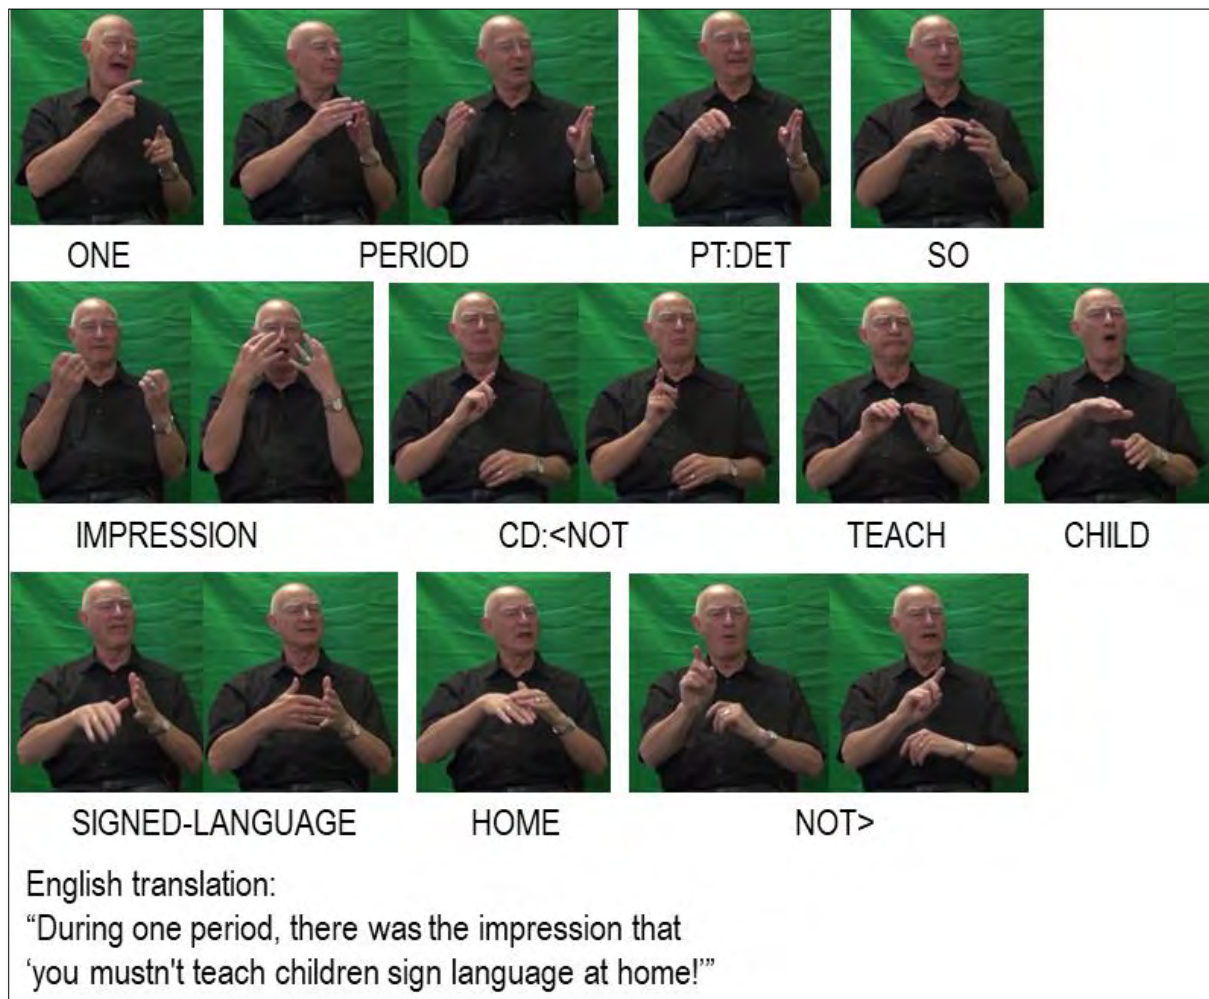 ONE PERIOD PT:DET SO
IMPRESSION CD:<NOT TEACH CHILD
SIGNED-LANGUAGE HOME NOT>
English translation:
“During one period, there was the impression that
‘you mustn't teach children sign language at home!’”